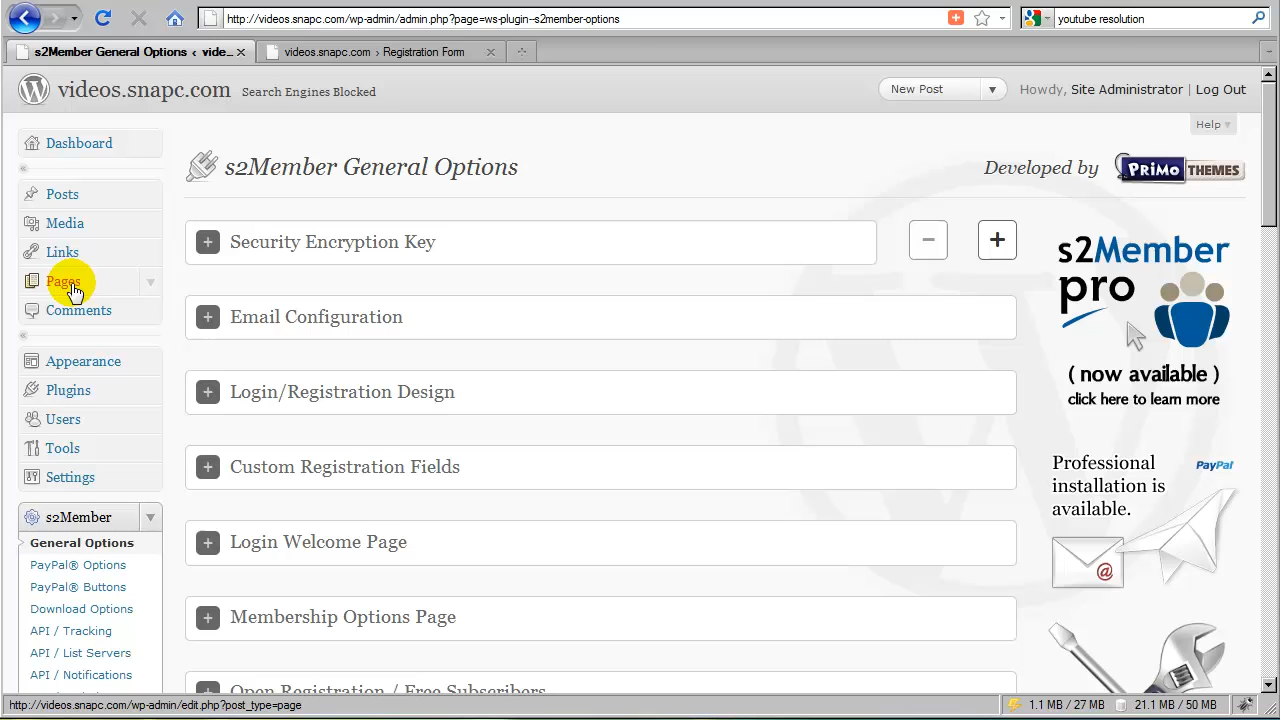 http://videos.snapc.com/wp-admin/admin.php?page=ws-plugin--s2member-options
youtube resolution
s2Member General Options ‹ vide...
videos.snapc.com › Registration Form
videos.snapc.com Search Engines Blocked
New Post
Howdy, Site Administrator | Log Out
Help
Dashboard
Posts
Media
Links
Pages
Comments
Appearance
Plugins
Users
Tools
Settings
s2Member
General Options
PayPal® Options
PayPal® Buttons
Download Options
API / Tracking
API / List Servers
API / Notifications
s2Member General Options
Developed by PRiMo THEMES
Security Encryption Key
Email Configuration
Login/Registration Design
Custom Registration Fields
Login Welcome Page
Membership Options Page
Open Registration / Free Subscribers
s2Member
pro
( now available )
click here to learn more
Professional
installation is
available.
PayPal
http://videos.snapc.com/wp-admin/edit.php?post_type=page
1.1 MB / 27 MB
21.1 MB / 50 MB